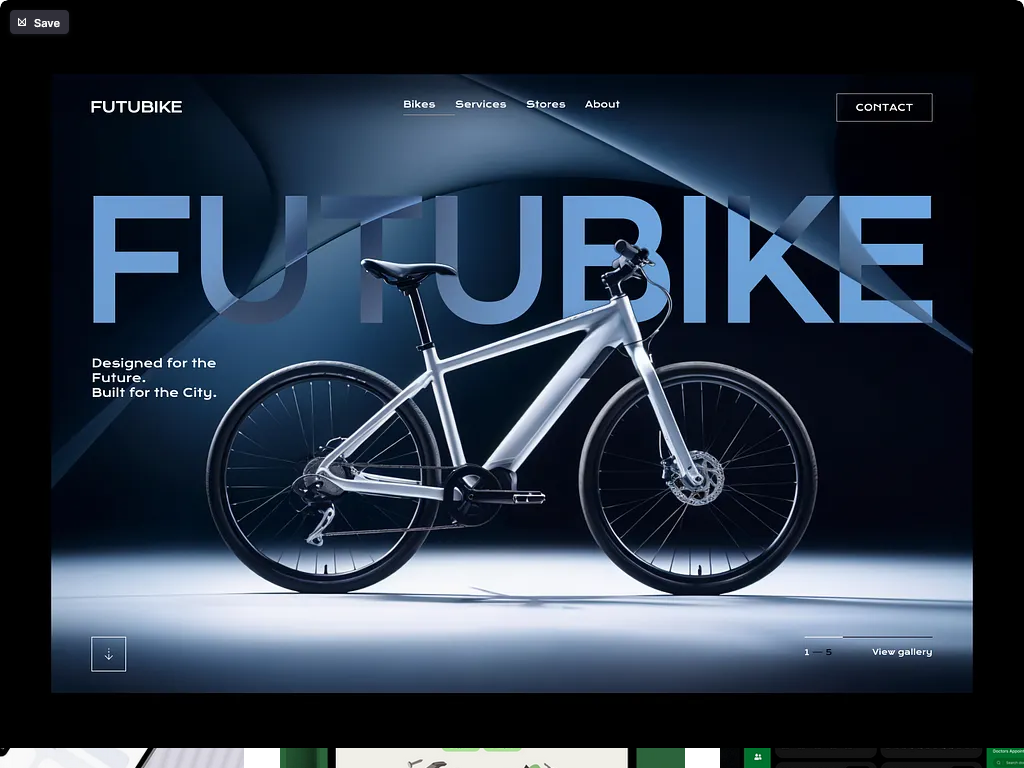 Save
FUTUBIKE
Bikes
Services
Stores
About
CONTACT
FUTUBIKE
Designed for the
Future.
Built for the City.
1 — 5
View gallery